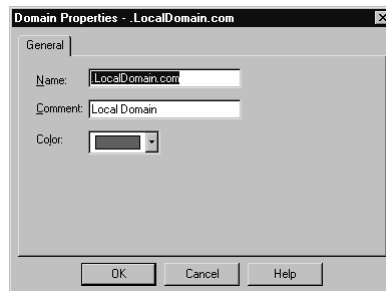 Domain Properties - .LocalDomain.com
General
Name: .LocalDomain.com
Comment: Local Domain
Color:
OK Cancel Help